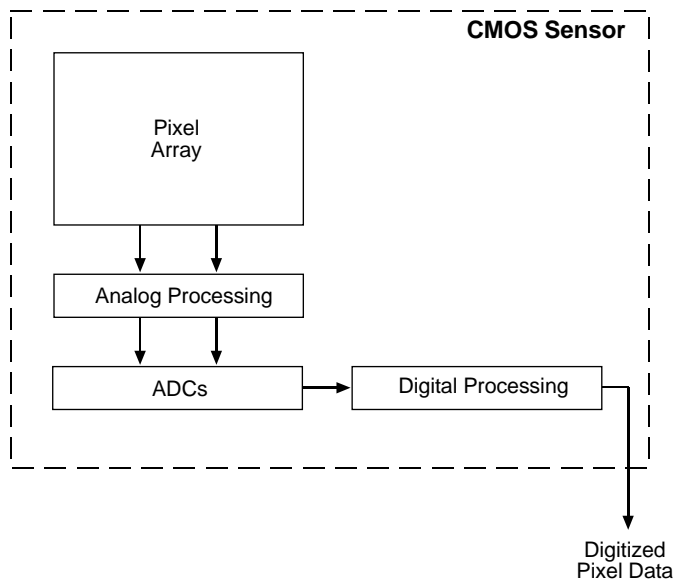 CMOS Sensor
Pixel
Array
Analog Processing
ADCs
Digital Processing
Digitized
Pixel Data